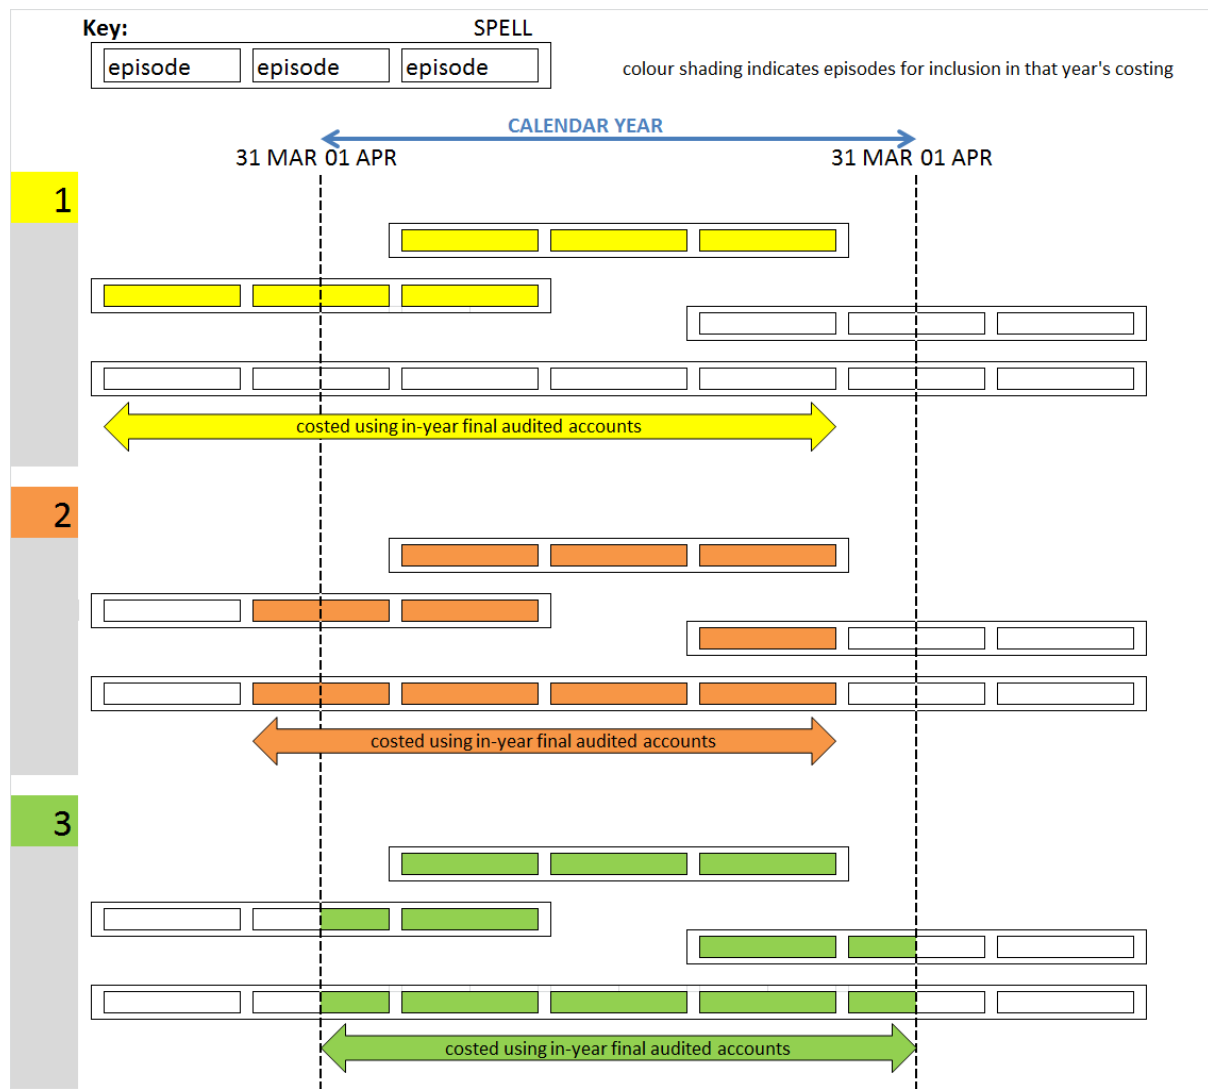 Key:
SPELL
episode episode episode
colour shading indicates episodes for inclusion in that year's costing
CALENDAR YEAR
31 MAR 01 APR
31 MAR 01 APR
1
costed using in-year final audited accounts
2
costed using in-year final audited accounts
3
costed using in-year final audited accounts